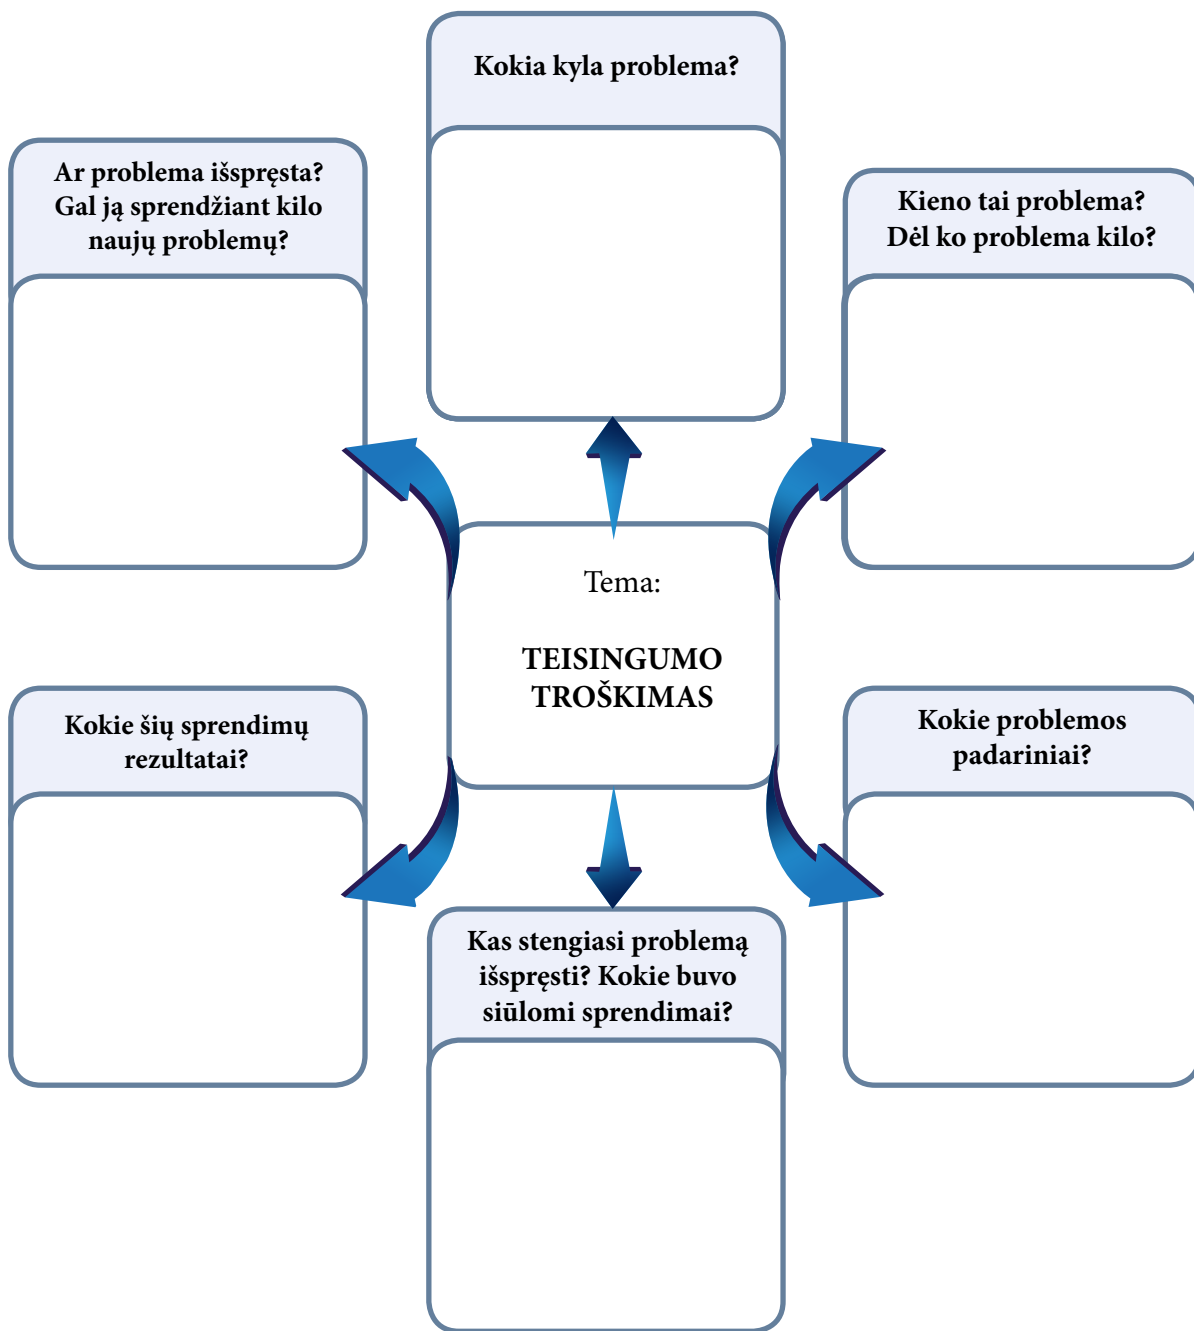 Kokia kyla problema?
Ar problema išspręsta?
Gal ją sprendžiant kilo
naujų problemų?
Kieno tai problema?
Dėl ko problema kilo?
Tema:
TEISINGUMO
TROŠKIMAS
Kokie šių sprendimų
rezultatai?
Kokie problemos
padariniai?
Kas stengiasi problemą
išspręsti? Kokie buvo
siūlomi sprendimai?